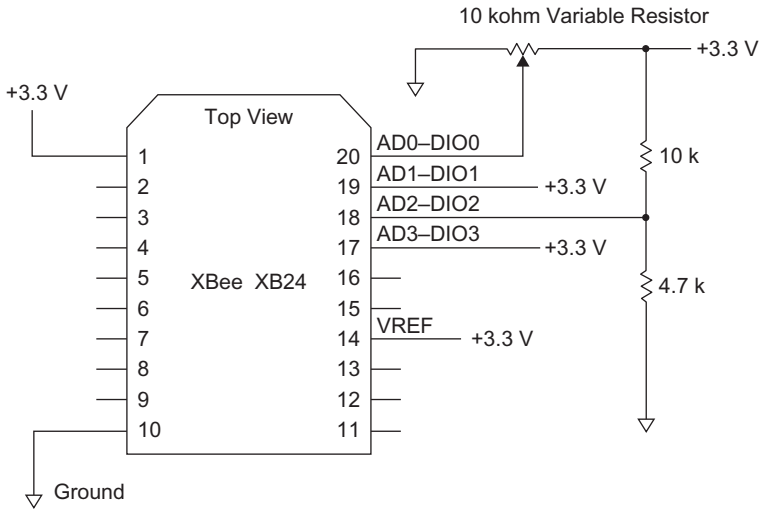 10 kohm Variable Resistor
+3.3 V
+3.3 V
Top View
1
20
AD0–DIO0
10 k
2
19
AD1–DIO1
+3.3 V
3
18
AD2–DIO2
4
17
AD3–DIO3
+3.3 V
5
XBee XB24
16
4.7 k
6
15
7
14
VREF
+3.3 V
8
13
9
12
10
11
Ground